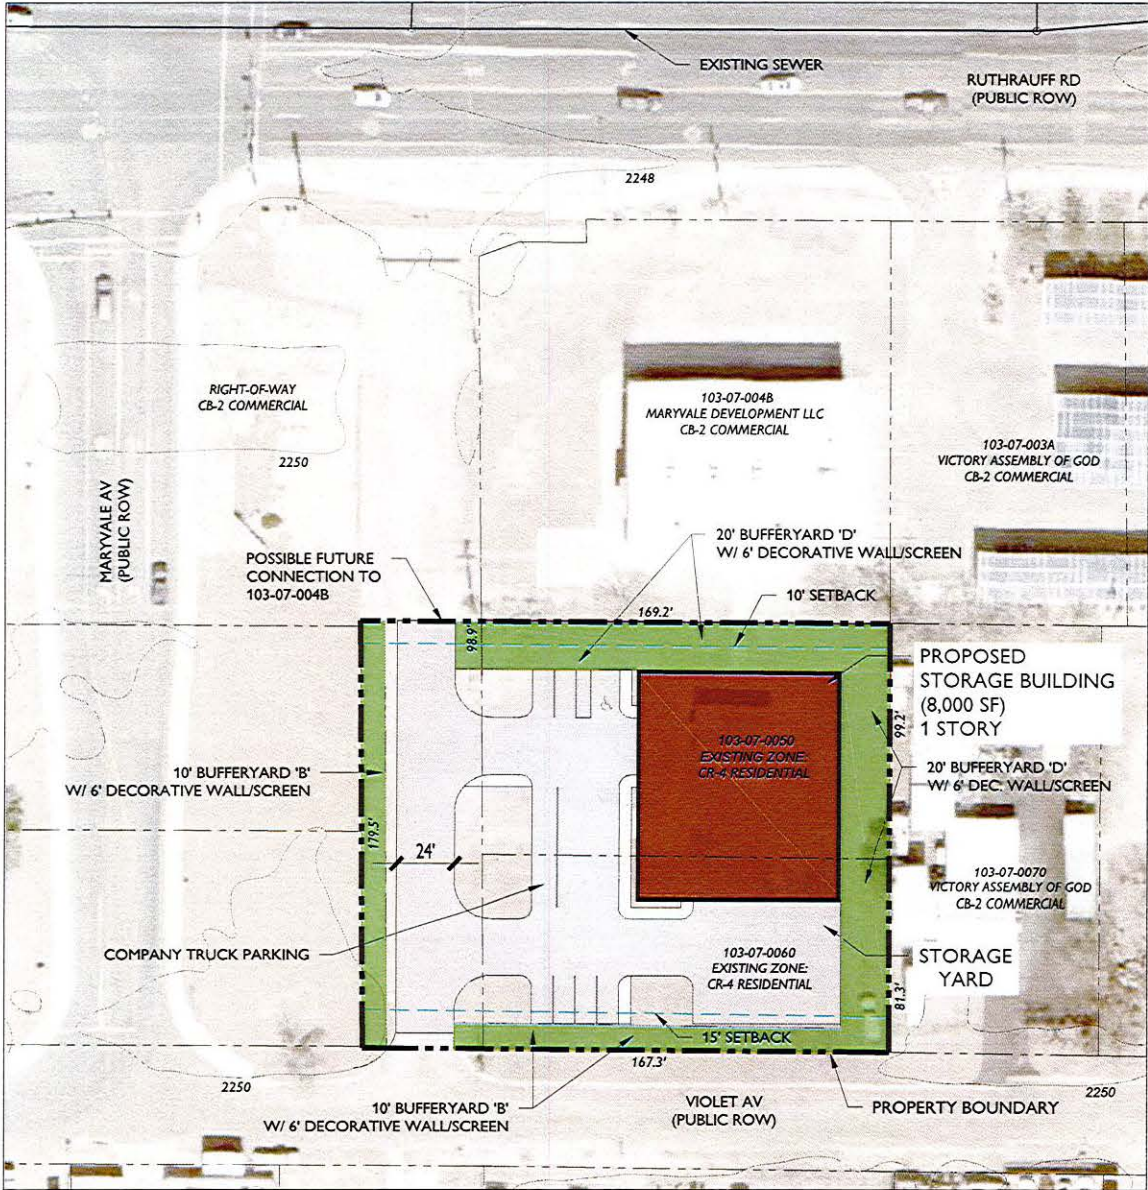 EXISTING SEWER
RUTHRAUFF RD
(PUBLIC ROW)
2248
RIGHT-OF-WAY
CB-2 COMMERCIAL
2250
103-07-004B
MARYVALE DEVELOPMENT LLC
CB-2 COMMERCIAL
103-07-003A
VICTORY ASSEMBLY OF GOD
CB-2 COMMERCIAL
MARYVALE AV
(PUBLIC ROW)
20' BUFFERYARD 'D'
W/ 6' DECORATIVE WALL/SCREEN
POSSIBLE FUTURE
CONNECTION TO
103-07-004B
10' SETBACK
169.2'
98.9'
PROPOSED
STORAGE BUILDING
(8,000 SF)
1 STORY
99.2'
103-07-0050
EXISTING ZONE:
CR-4 RESIDENTIAL
10' BUFFERYARD 'B'
W/ 6' DECORATIVE WALL/SCREEN
20' BUFFERYARD 'D'
W/ 6' DEC. WALL/SCREEN
179.5'
24'
103-07-0070
VICTORY ASSEMBLY OF GOD
CB-2 COMMERCIAL
COMPANY TRUCK PARKING
103-07-0060
EXISTING ZONE:
CR-4 RESIDENTIAL
STORAGE
YARD
81.3'
15' SETBACK
167.3'
2250
10' BUFFERYARD 'B'
W/ 6' DECORATIVE WALL/SCREEN
VIOLET AV
(PUBLIC ROW)
PROPERTY BOUNDARY
2250